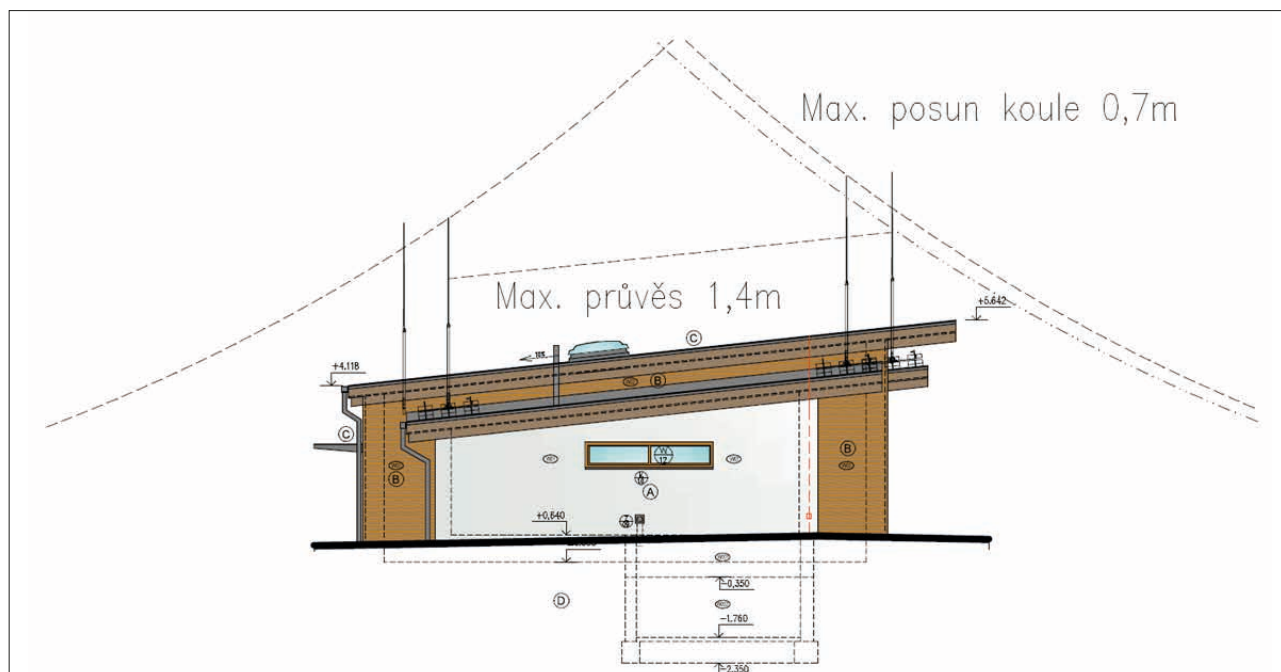 Max. posun koule 0,7m
Max. průvěs 1,4m
+5.642
C
+4.118
B
C
B
B
W
17
A
+0,640
-0,350
D
-1.760
-2.350